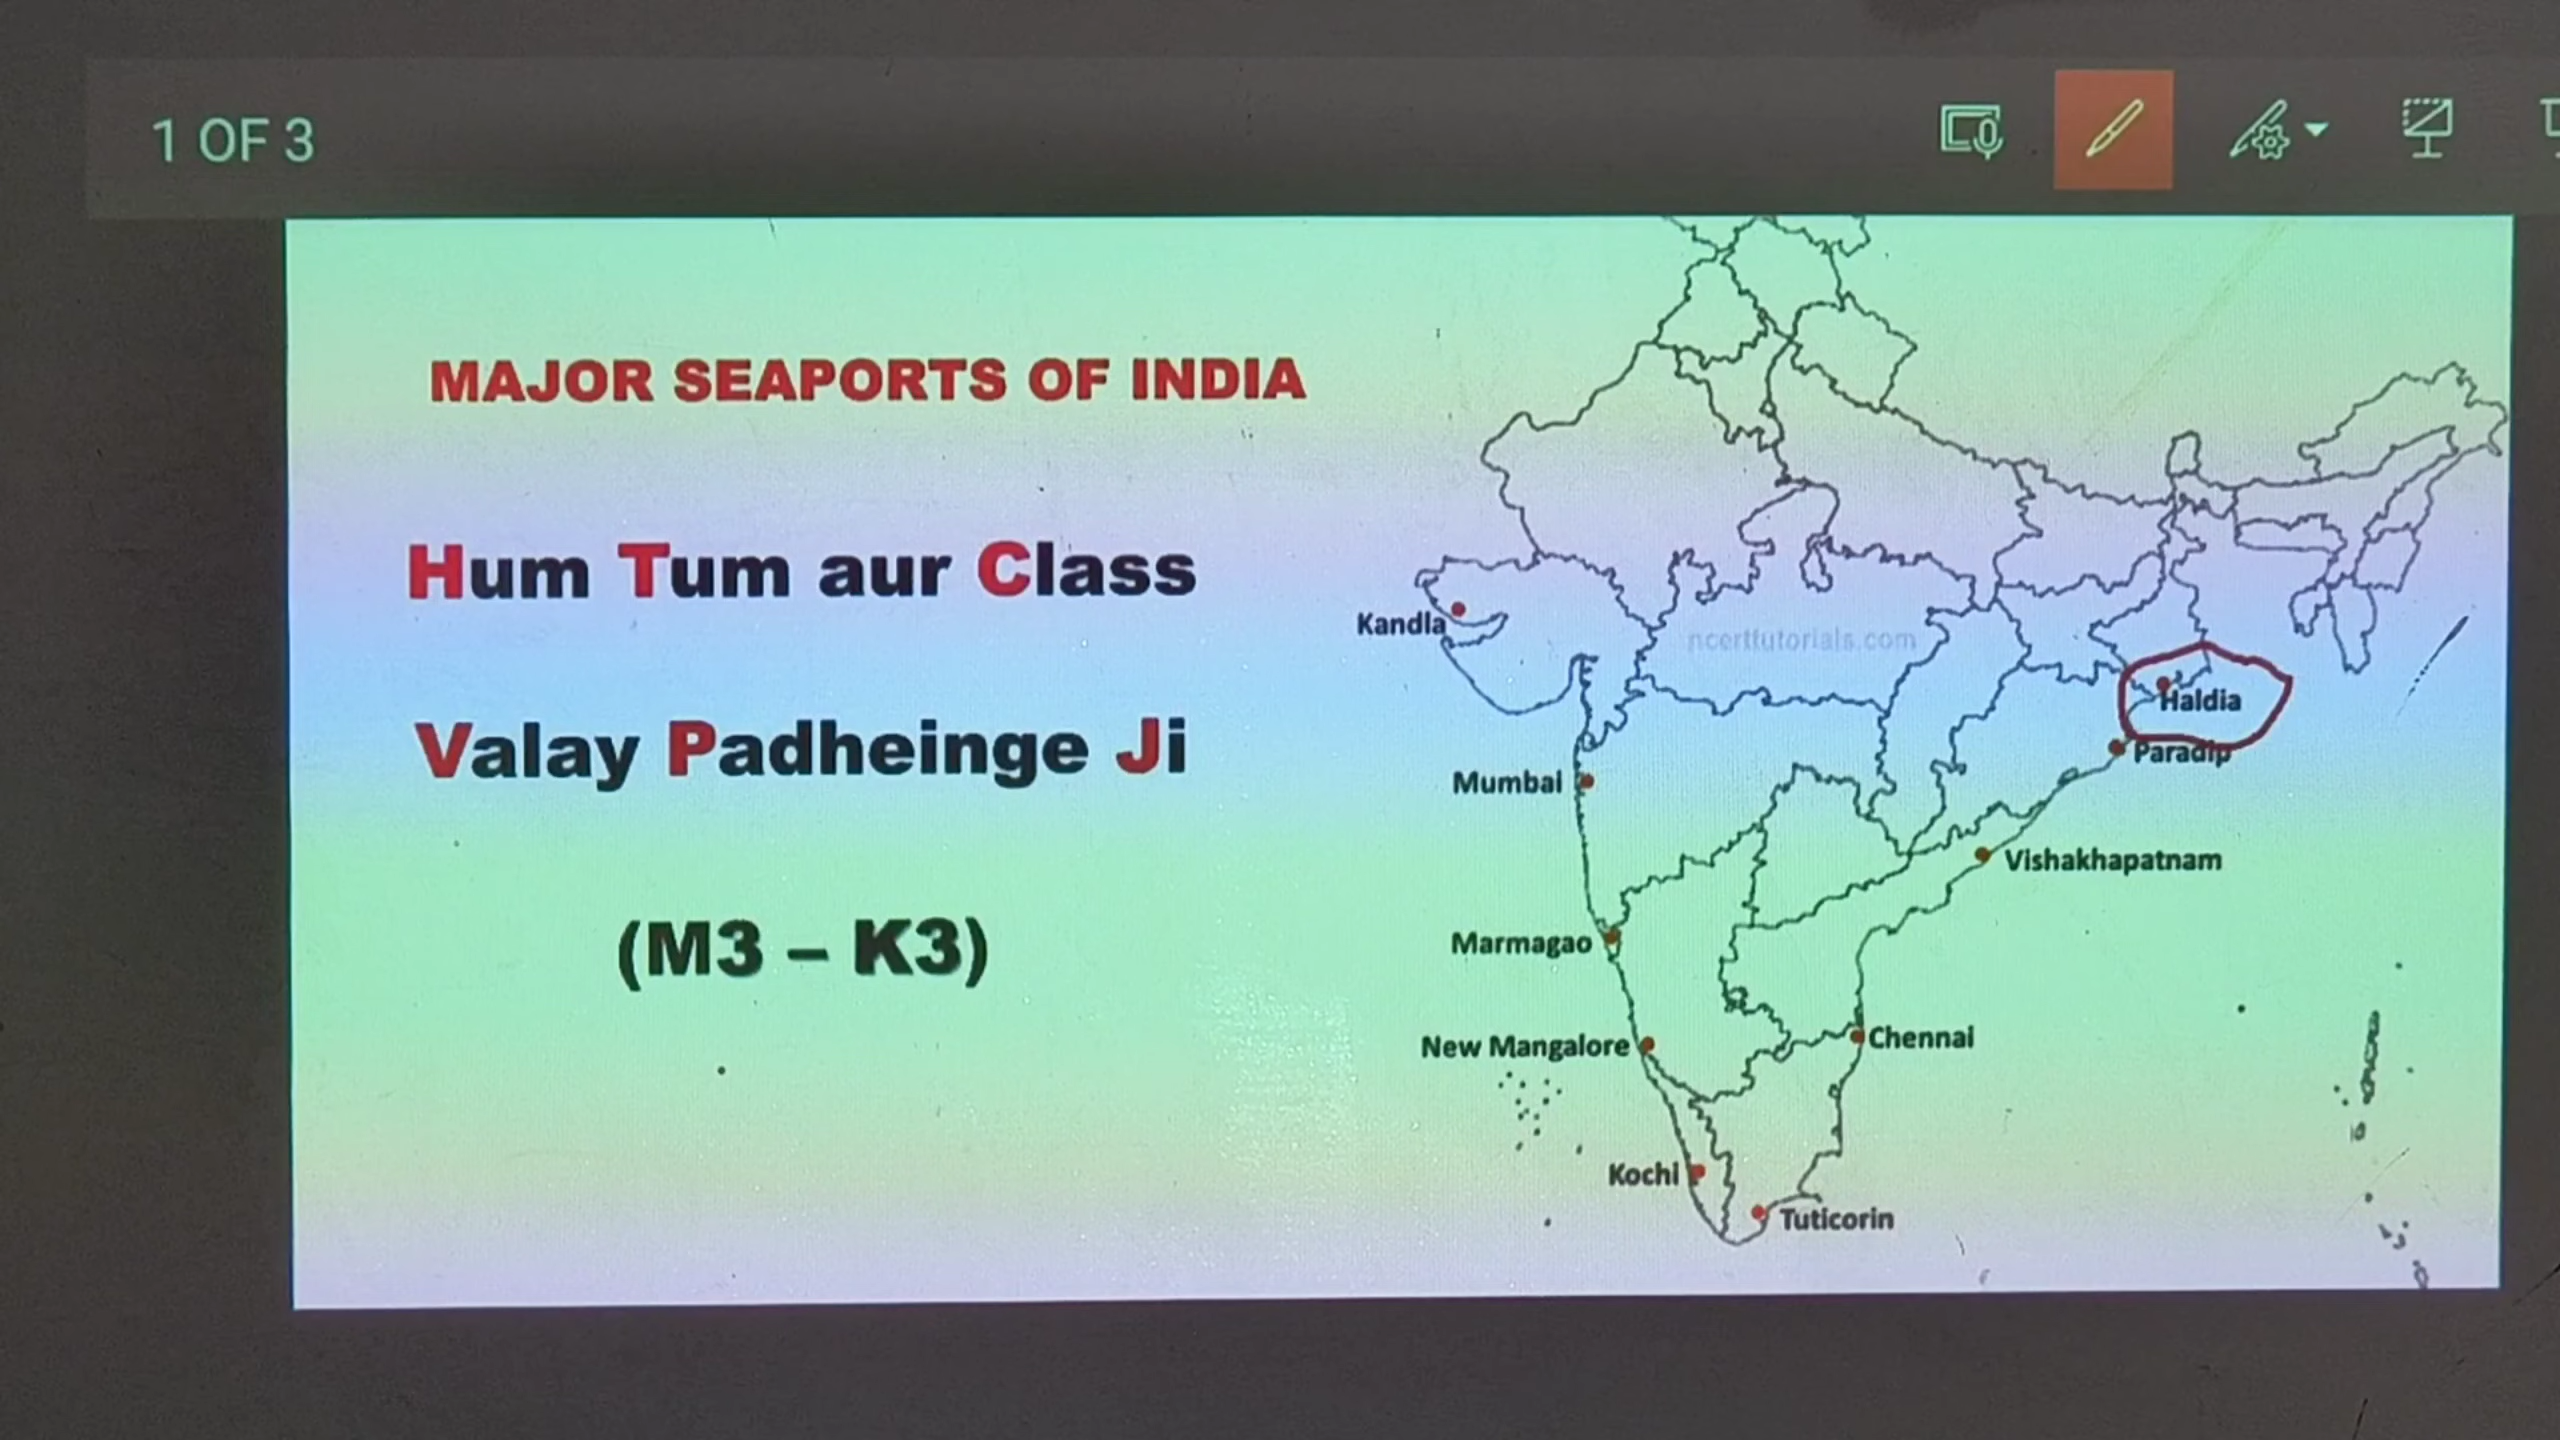 1 OF 3
MAJOR SEAPORTS OF INDIA
Hum Tum aur Class
Valay Padheinge Ji
(M3 – K3)
Kandla
ncerttutorials.com
Haldia
Paradip
Mumbai
Vishakhapatnam
Marmagao
New Mangalore
Chennai
Kochi
Tuticorin